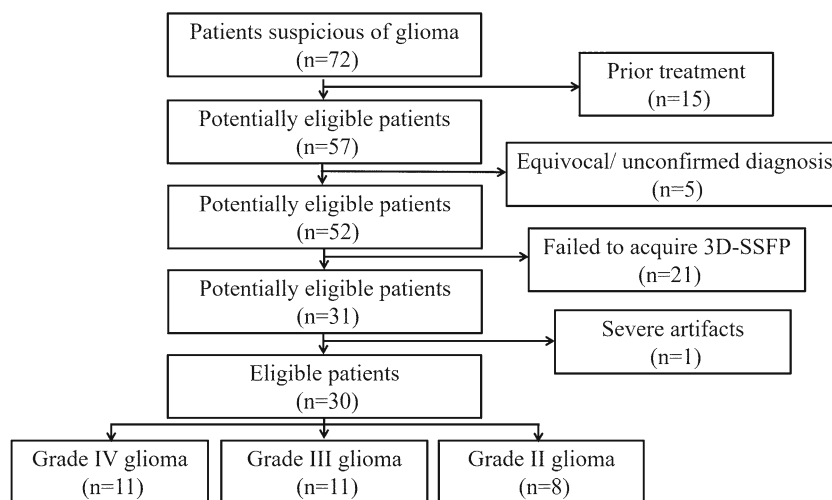 Patients suspicious of glioma
(n=72)
Prior treatment
(n=15)
Potentially eligible patients
(n=57)
Equivocal/ unconfirmed diagnosis
(n=5)
Potentially eligible patients
(n=52)
Failed to acquire 3D-SSFP
(n=21)
Potentially eligible patients
(n=31)
Severe artifacts
(n=1)
Eligible patients
(n=30)
Grade IV glioma
(n=11)
Grade III glioma
(n=11)
Grade II glioma
(n=8)